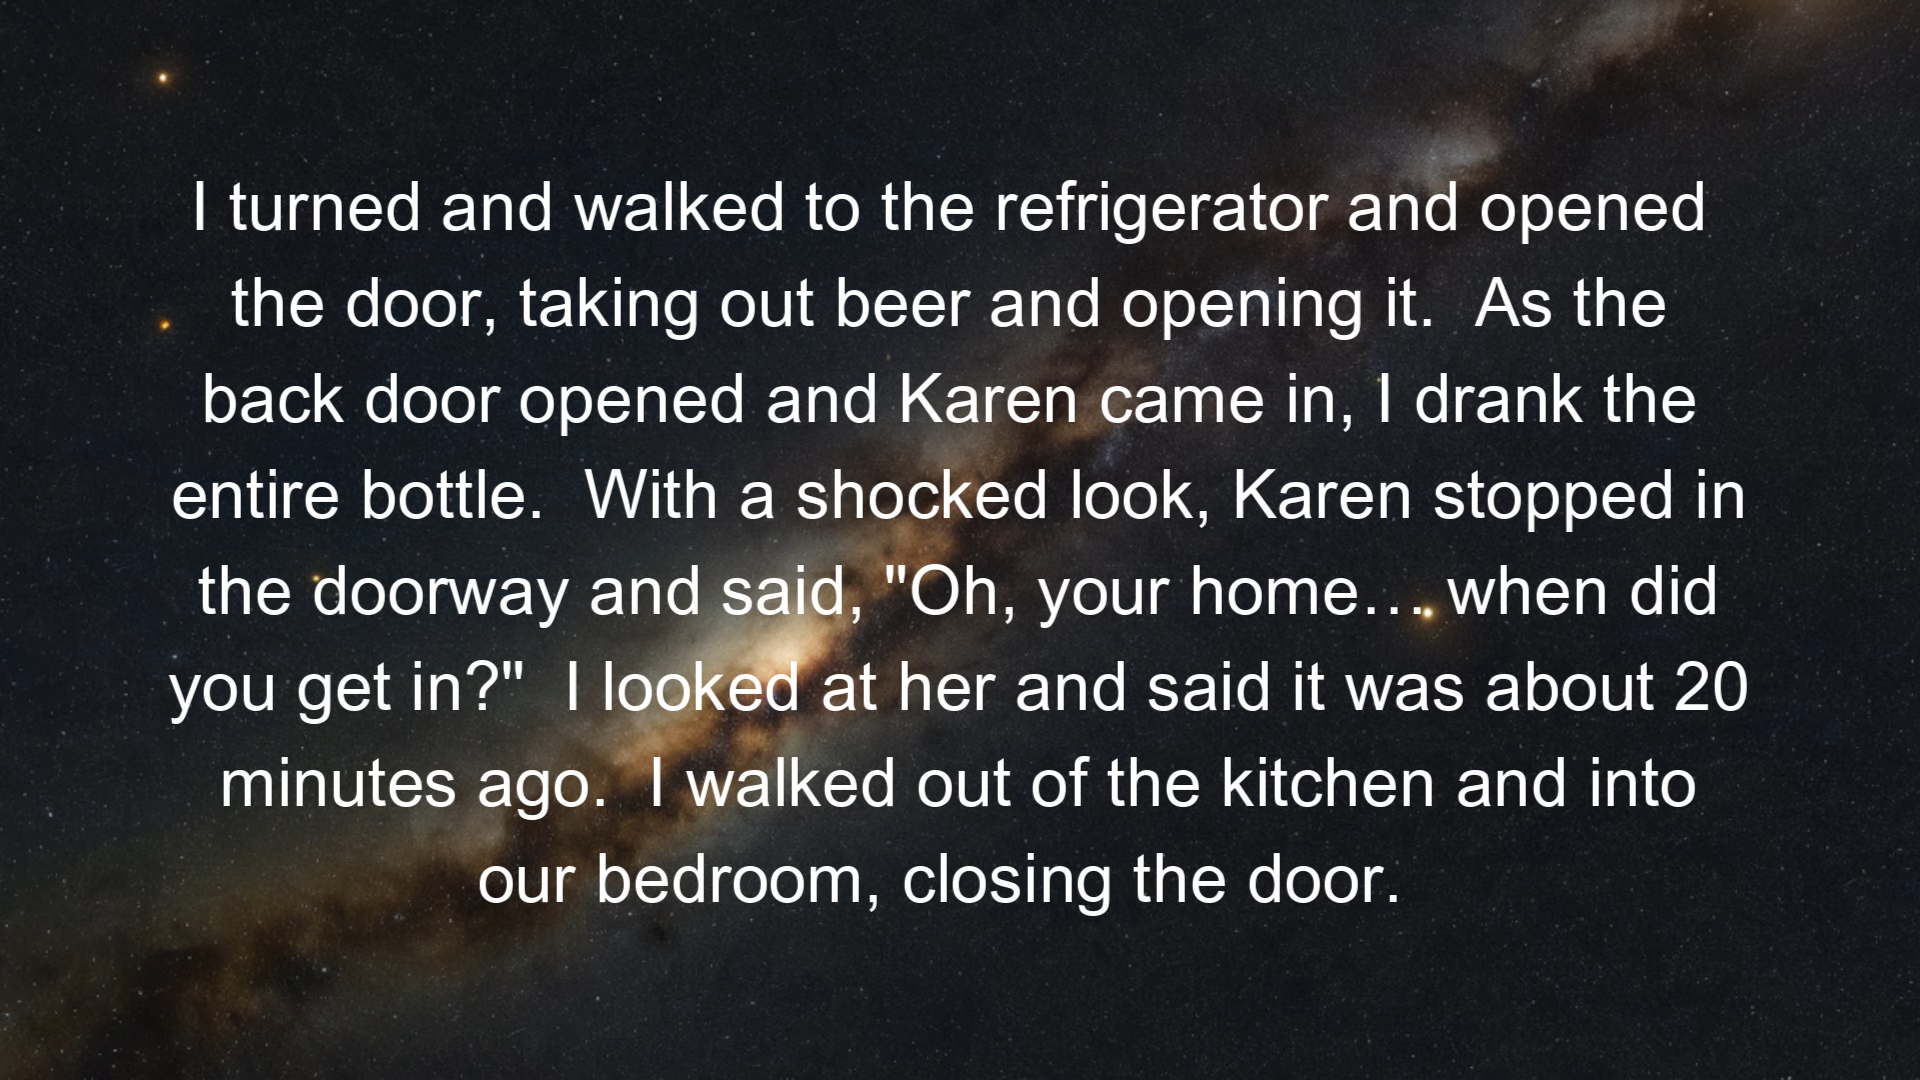 I turned and walked to the refrigerator and opened
the door, taking out beer and opening it.  As the
back door opened and Karen came in, I drank the
entire bottle.  With a shocked look, Karen stopped in
the doorway and said, "Oh, your home… when did
you get in?"  I looked at her and said it was about 20
minutes ago.  I walked out of the kitchen and into
our bedroom, closing the door.